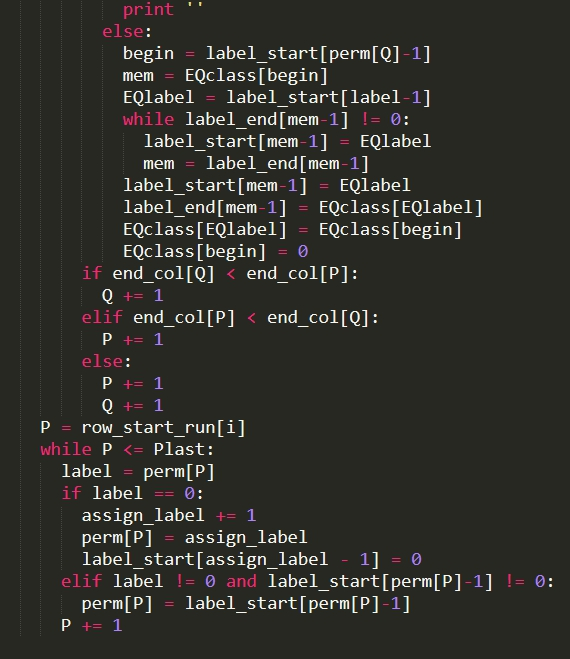 print ''
else:
begin = label_start[perm[Q]-1]
mem = EQclass[begin]
EQlabel = label_start[label-1]
while label_end[mem-1] != 0:
label_start[mem-1] = EQlabel
mem = label_end[mem-1]
label_start[mem-1] = EQlabel
label_end[mem-1] = EQclass[EQlabel]
EQclass[EQlabel] = EQclass[begin]
EQclass[begin] = 0
if end_col[Q] < end_col[P]:
Q += 1
elif end_col[P] < end_col[Q]:
P += 1
else:
P += 1
Q += 1
P = row_start_run[i]
while P <= Plast:
label = perm[P]
if label == 0:
assign_label += 1
perm[P] = assign_label
label_start[assign_label - 1] = 0
elif label != 0 and label_start[perm[P]-1] != 0:
perm[P] = label_start[perm[P]-1]
P += 1